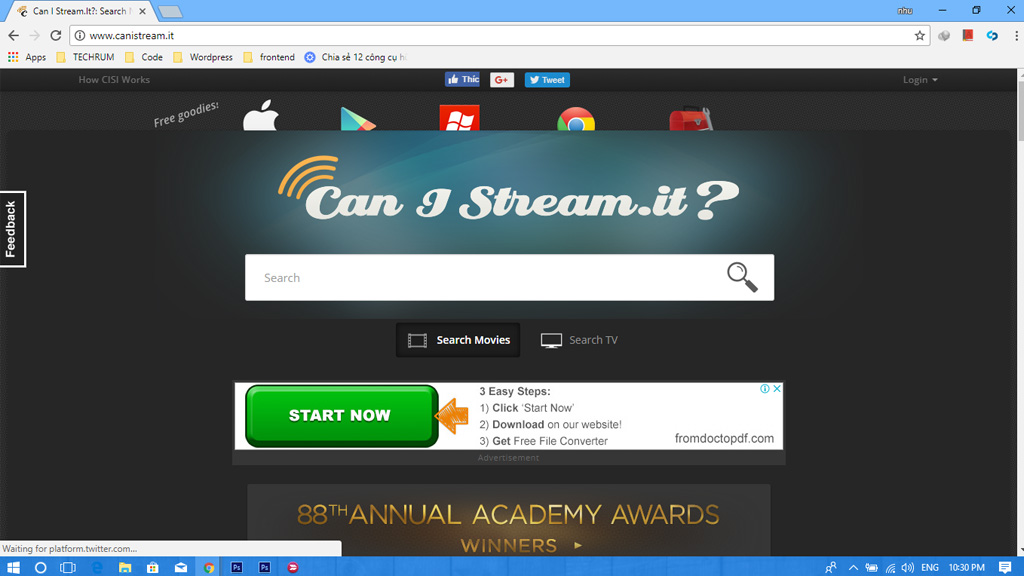 Can I Stream.It?: Search
nhu
www.canistream.it
Apps
TECHRUM
Code
Wordpress
frontend
Chia sẻ 12 công cụ h
How CISI Works
Thíc
G+
Tweet
Login
Free goodies:
Can I Stream.it?
Feedback
Search
Search Movies
Search TV
START NOW
3 Easy Steps:
1) Click ‘Start Now’
2) Download on our website!
3) Get Free File Converter
fromdoctopdf.com
Advertisement
88TH ANNUAL ACADEMY AWARDS
WINNERS
Waiting for platform.twitter.com...
Ps
Ps
ENG
10:30 PM